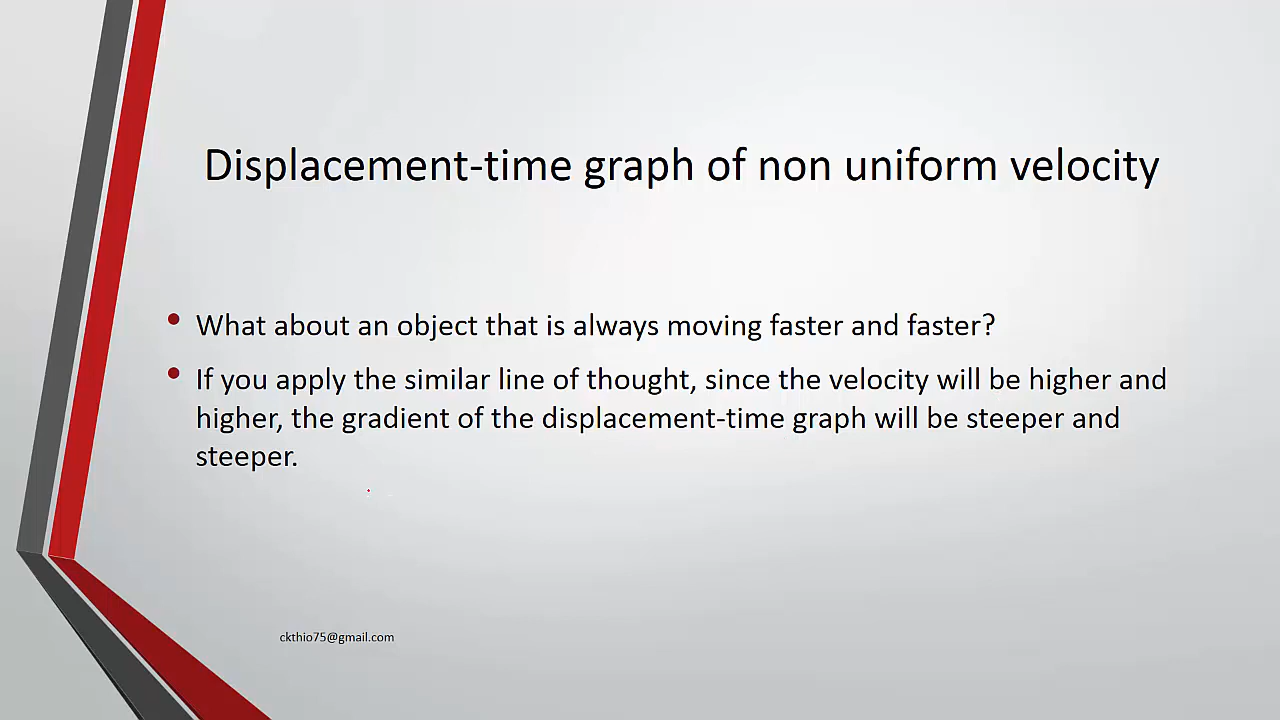 Displacement-time graph of non uniform velocity
• What about an object that is always moving faster and faster?
• If you apply the similar line of thought, since the velocity will be higher and
higher, the gradient of the displacement-time graph will be steeper and
steeper.
ckthio75@gmail.com